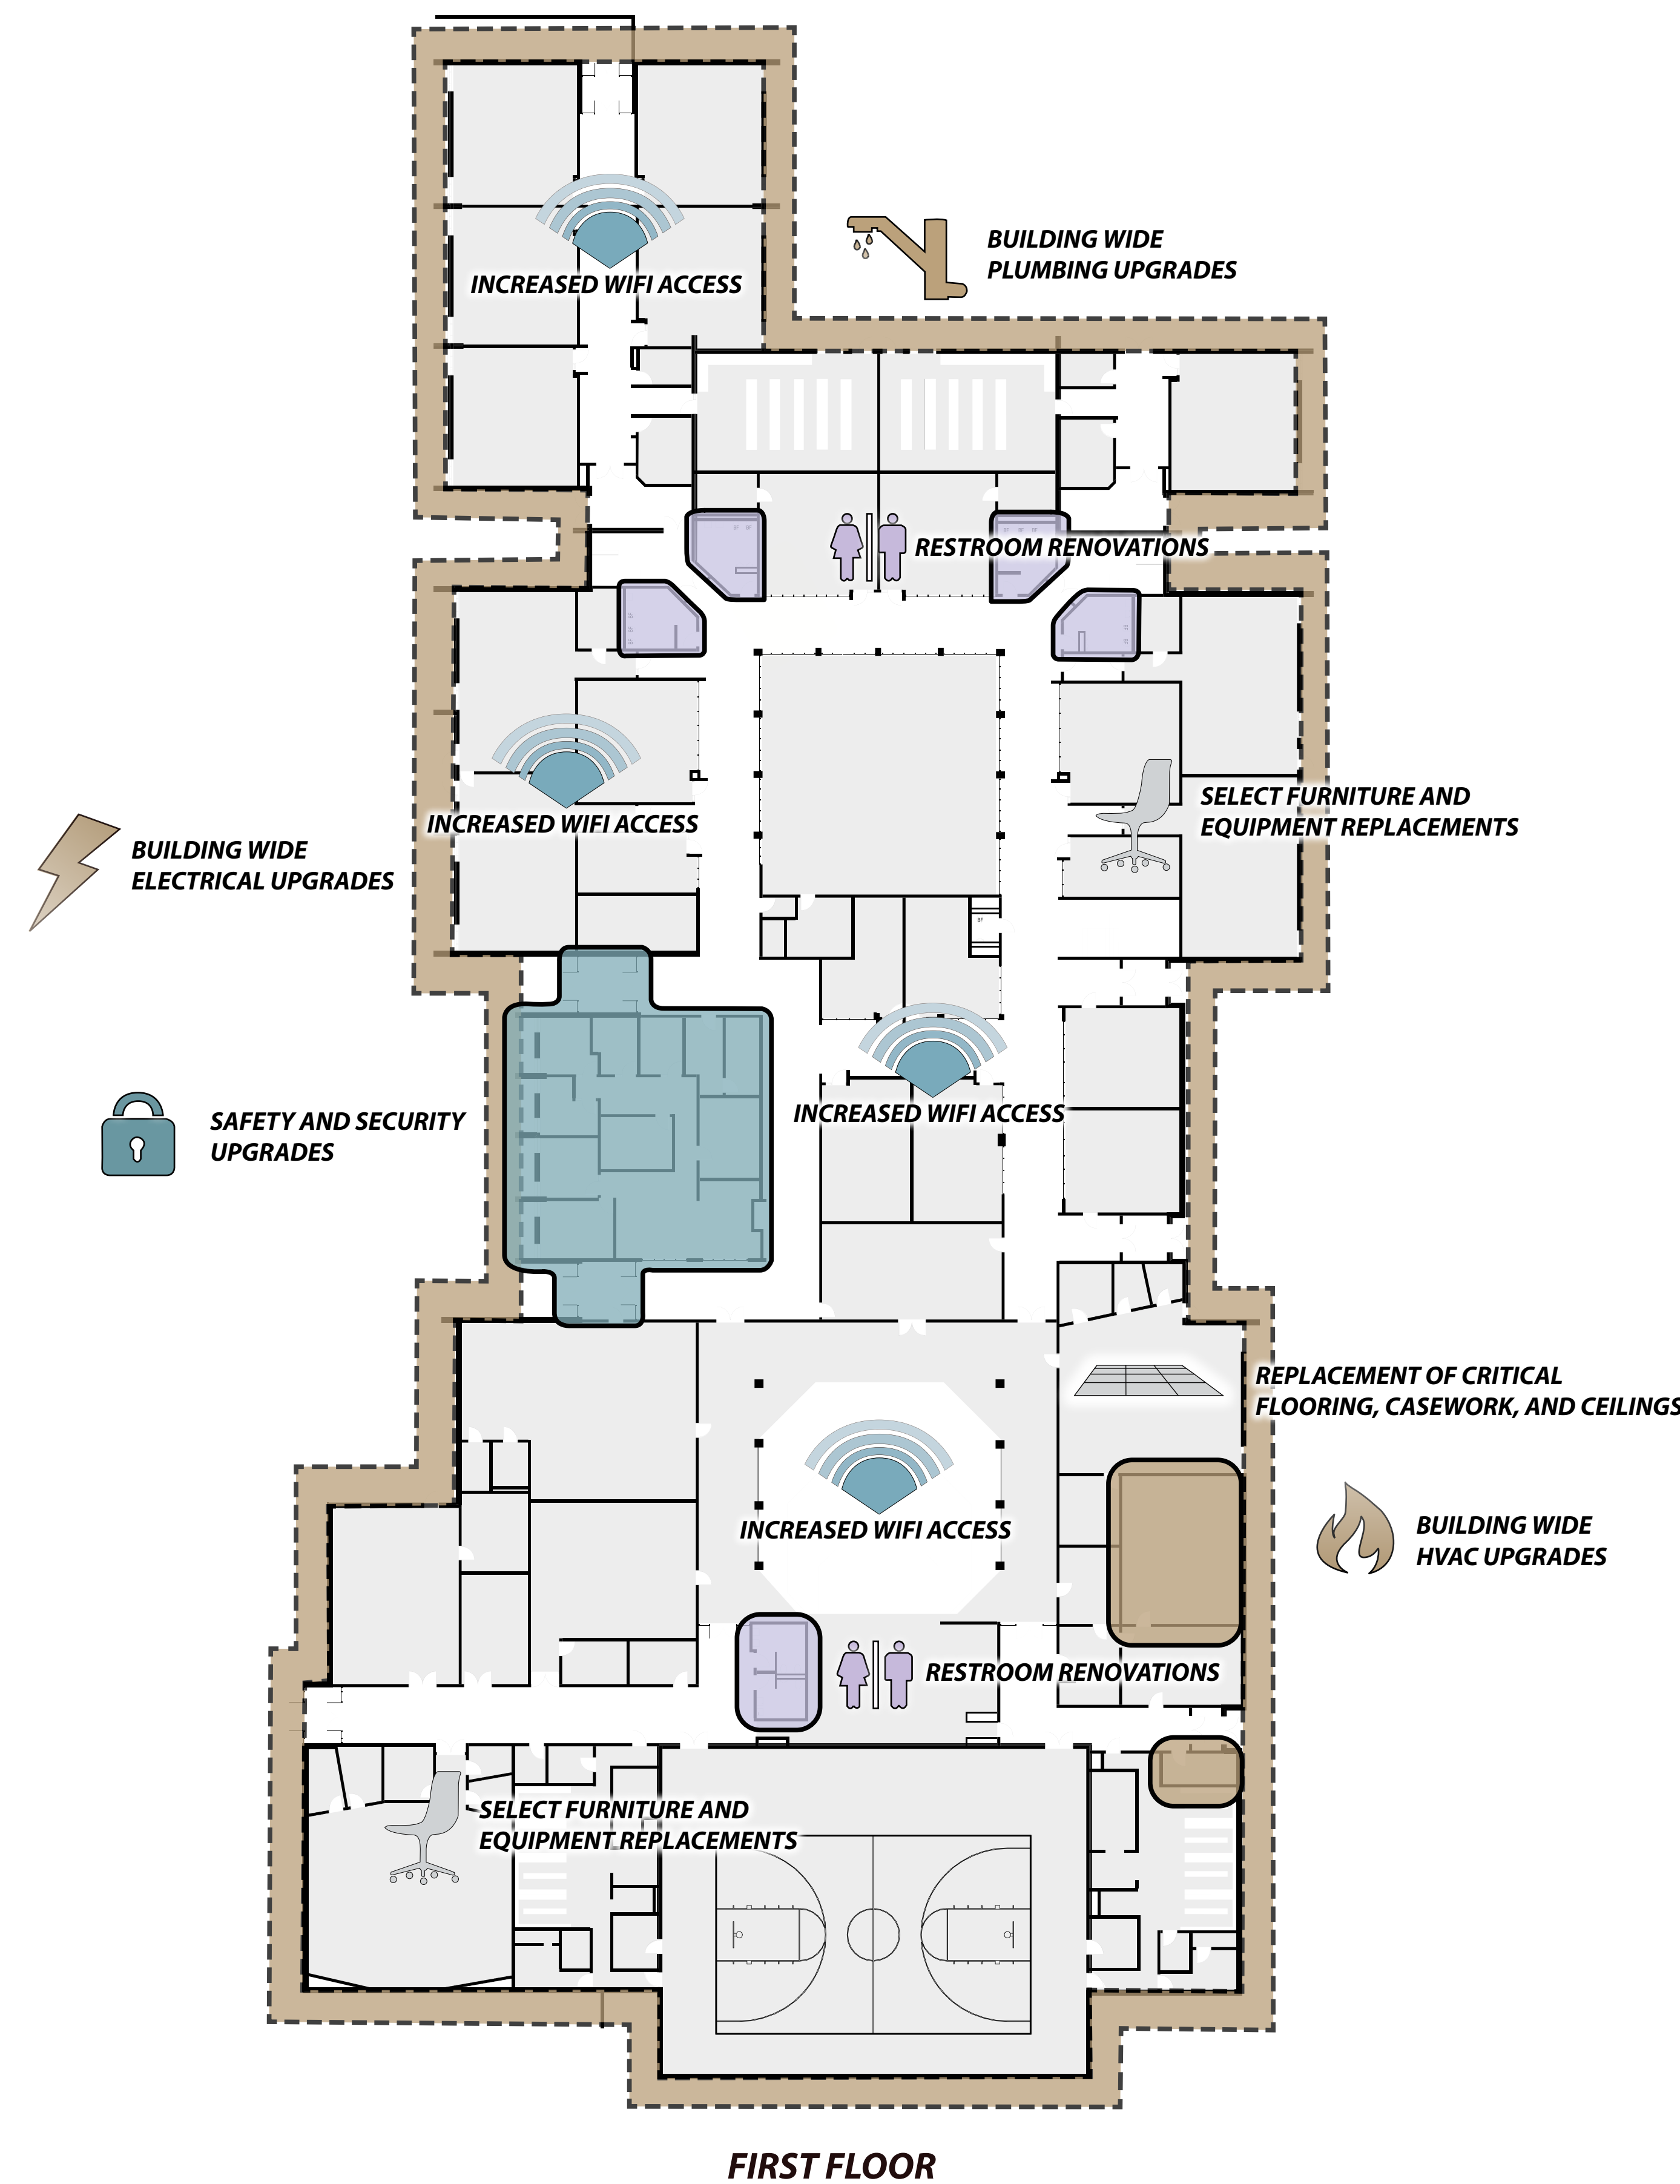 INCREASED WIFI ACCESS
BUILDING WIDE
PLUMBING UPGRADES
RESTROOM RENOVATIONS
INCREASED WIFI ACCESS
SELECT FURNITURE AND
EQUIPMENT REPLACEMENTS
BUILDING WIDE
ELECTRICAL UPGRADES
SAFETY AND SECURITY
UPGRADES
INCREASED WIFI ACCESS
REPLACEMENT OF CRITICAL
FLOORING, CASEWORK, AND CEILINGS
INCREASED WIFI ACCESS
BUILDING WIDE
HVAC UPGRADES
RESTROOM RENOVATIONS
SELECT FURNITURE AND
EQUIPMENT REPLACEMENTS
FIRST FLOOR